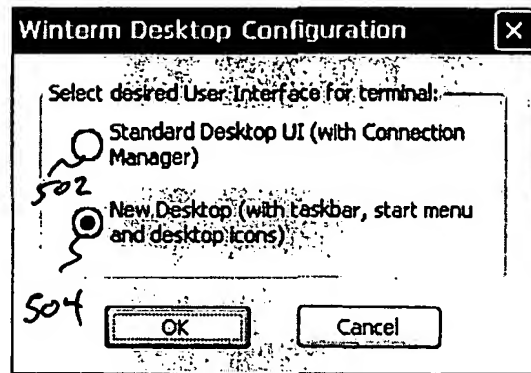 Winterm Desktop Configuration
Select desired User Interface for terminal:
Standard Desktop UI (with Connection
Manager)
502
New Desktop (with taskbar, start menu
and desktop icons)
504
OK
Cancel